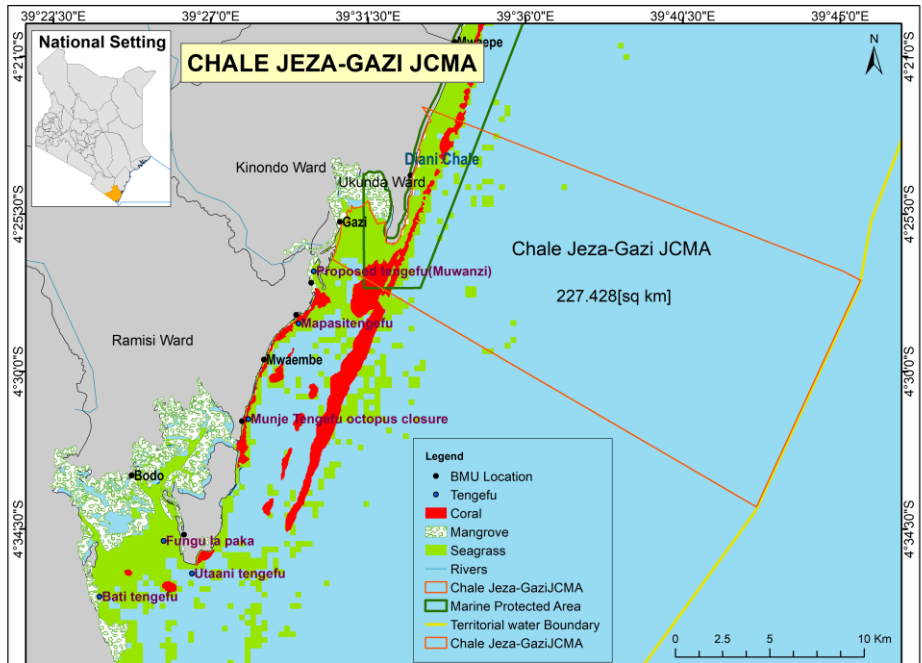 39°22'30"E 39°27'0"E 39°31'30"E 39°36'0"E 39°40'30"E 39°45'0"E
National Setting
CHALE JEZA-GAZI JCMA
Mwaepe
N
4°21'0"S
4°21'0"S
Kinondo Ward
Diani Chale
Ukunda Ward
Gazi
4°25'30"S
4°25'30"S
Chale Jeza-Gazi JCMA
227.428[sq km]
Proposed tengefu(Muwanzi)
Mapasitengefu
Ramisi Ward
Mwaembe
4°30'0"S
4°30'0"S
Munje Tengefu octopus closure
Bodo
Fungu la paka
4°34'30"S
4°34'30"S
Utaani tengefu
Bati tengefu
Legend
BMU Location
Tengefu
Coral
Mangrove
Seagrass
Rivers
Chale Jeza-GaziJCMA
Marine Protected Area
Territorial water Boundary
Chale Jeza-GaziJCMA
0 2.5 5 10 Km